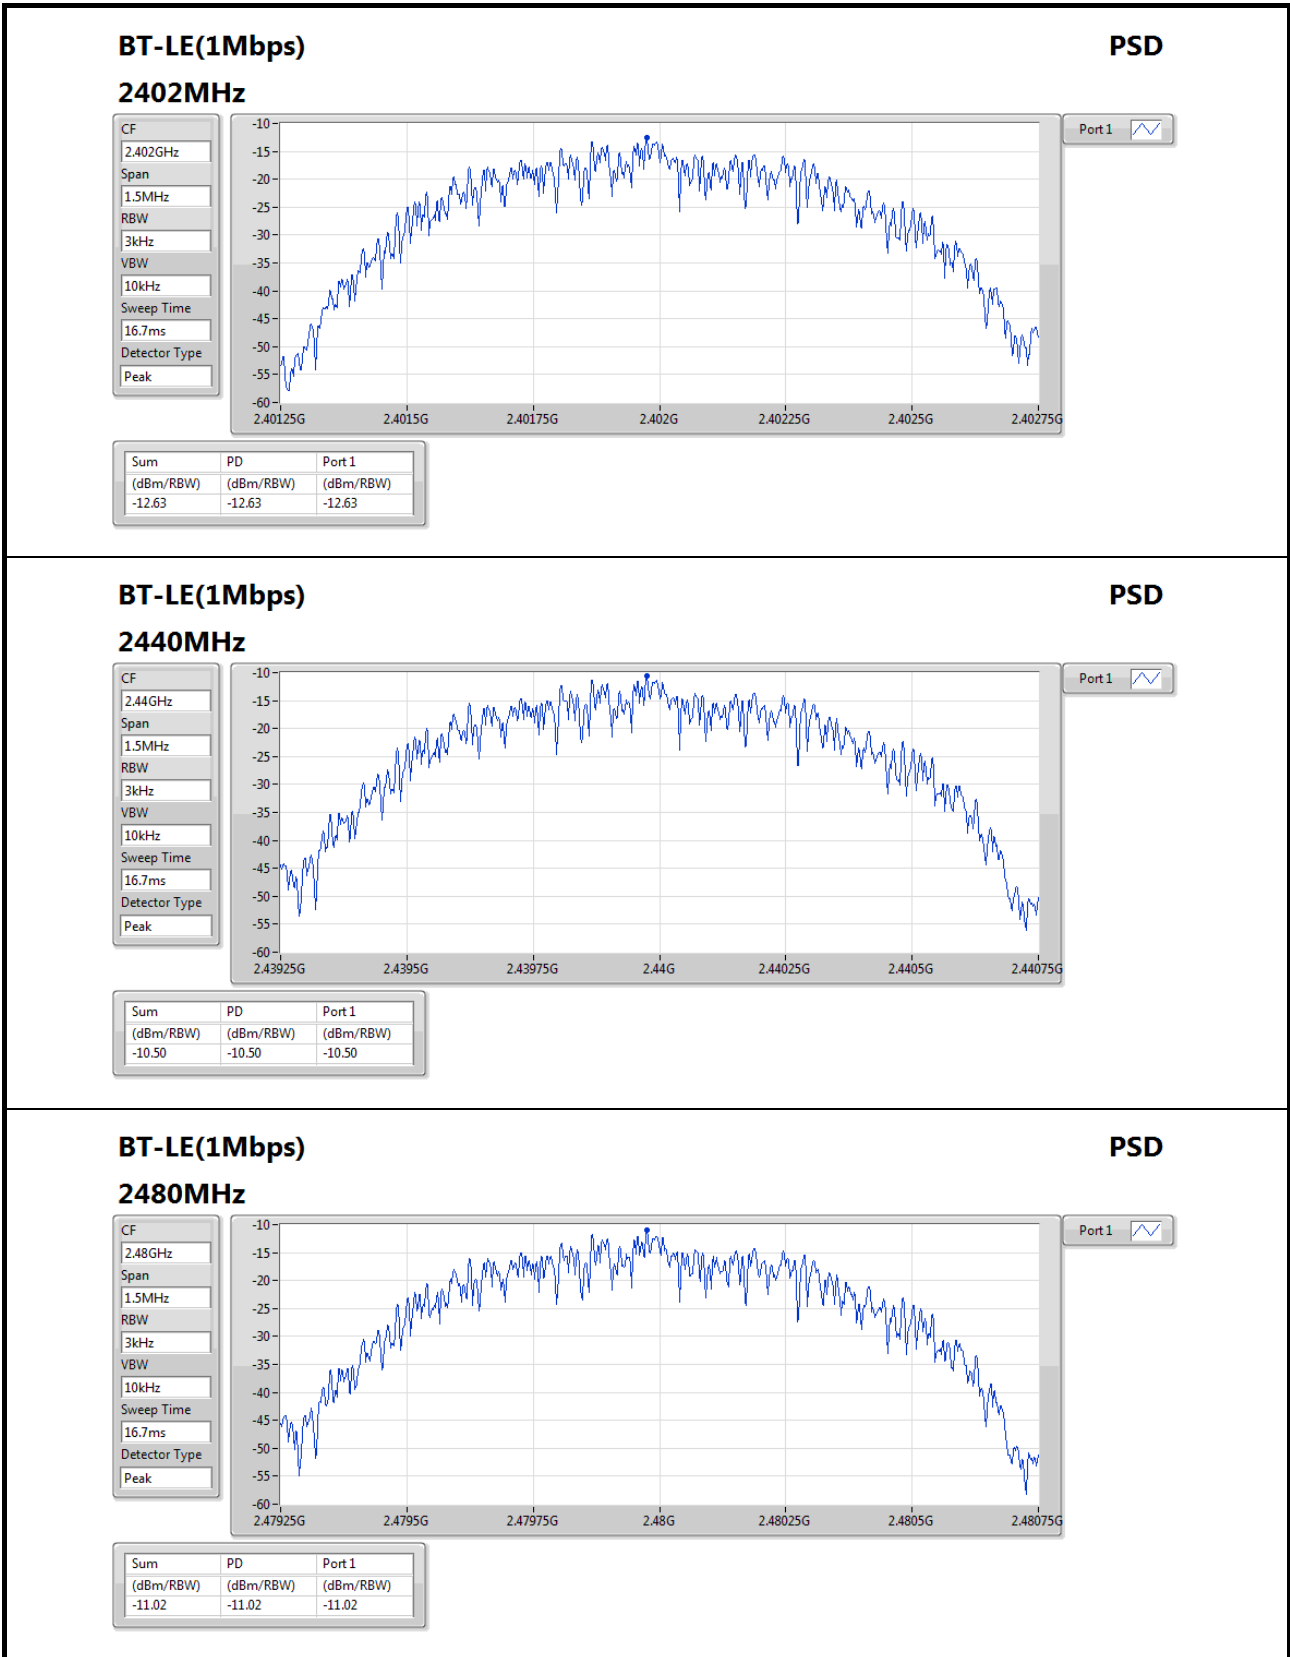 BT-LE(1Mbps) PSD
2402MHz
CF
2.402GHz
Span
1.5MHz
RBW
3kHz
VBW
10kHz
Sweep Time
16.7ms
Detector Type
Peak
-10
-15
-20
-25
-30
-35
-40
-45
-50
-55
-60
2.40125G 2.4015G 2.40175G 2.402G 2.40225G 2.4025G 2.40275G
Port 1
Sum PD Port 1
(dBm/RBW) (dBm/RBW) (dBm/RBW)
-12.63 -12.63 -12.63
BT-LE(1Mbps) PSD
2440MHz
CF
2.44GHz
Span
1.5MHz
RBW
3kHz
VBW
10kHz
Sweep Time
16.7ms
Detector Type
Peak
-10
-15
-20
-25
-30
-35
-40
-45
-50
-55
-60
2.43925G 2.4395G 2.43975G 2.44G 2.44025G 2.4405G 2.44075G
Port 1
Sum PD Port 1
(dBm/RBW) (dBm/RBW) (dBm/RBW)
-10.50 -10.50 -10.50
BT-LE(1Mbps) PSD
2480MHz
CF
2.48GHz
Span
1.5MHz
RBW
3kHz
VBW
10kHz
Sweep Time
16.7ms
Detector Type
Peak
-10
-15
-20
-25
-30
-35
-40
-45
-50
-55
-60
2.47925G 2.4795G 2.47975G 2.48G 2.48025G 2.4805G 2.48075G
Port 1
Sum PD Port 1
(dBm/RBW) (dBm/RBW) (dBm/RBW)
-11.02 -11.02 -11.02